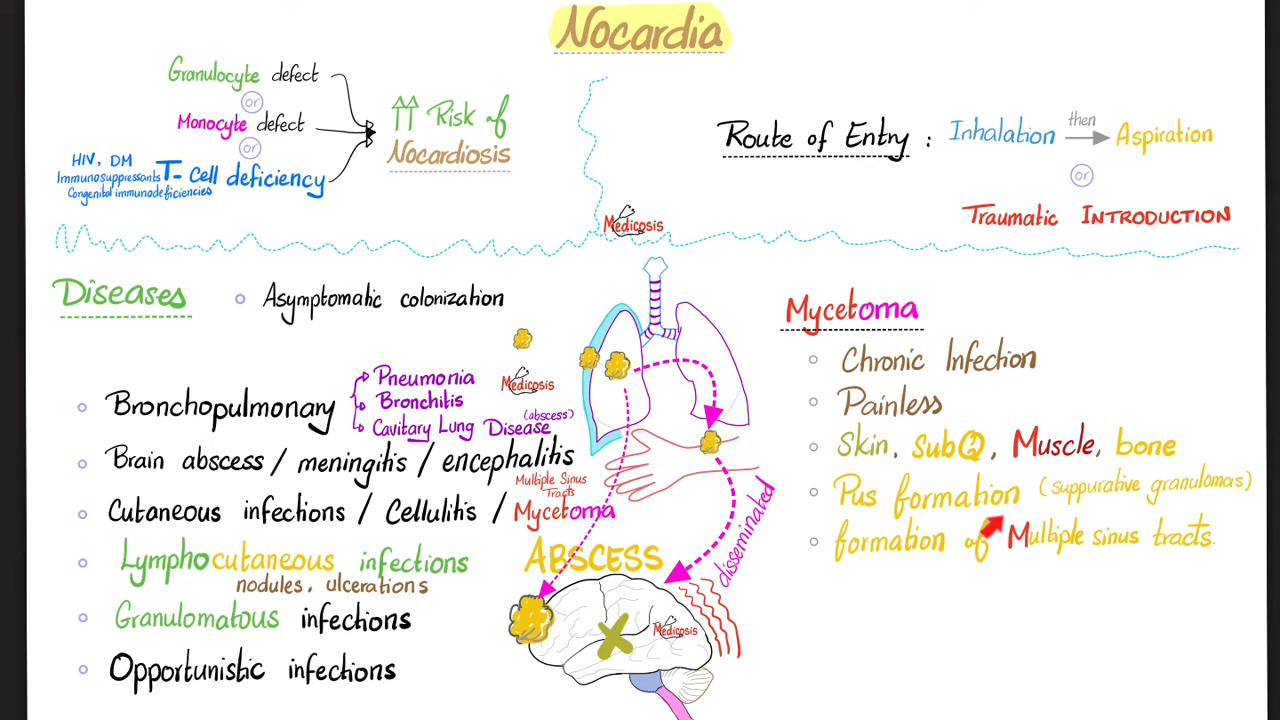 Nocardia
Granulocyte defect
or
Monocyte defect
or
HIV, DM
Immunosuppressants
Congenital immunodeficiencies
T-Cell deficiency
↑↑ Risk of
Nocardiosis
Route of Entry : Inhalation then → Aspiration
or
Traumatic INTRODUCTION
Medicosis
Diseases
Asymptomatic colonization
Bronchopulmonary
Pneumonia
Bronchitis
Cavitary Lung Disease (abscess)
Medicosis
Brain abscess / meningitis / encephalitis
Multiple Sinus
Tracts
Cutaneous infections / Cellulitis / Mycetoma
Lymphocutaneous infections
nodules, ulcerations
Granulomatous infections
Opportunistic infections
ABSCESS
disseminated
Medicosis
Mycetoma
Chronic Infection
Painless
Skin, SubQ, Muscle, bone
Pus formation (suppurative granulomas)
formation of Multiple sinus tracts.